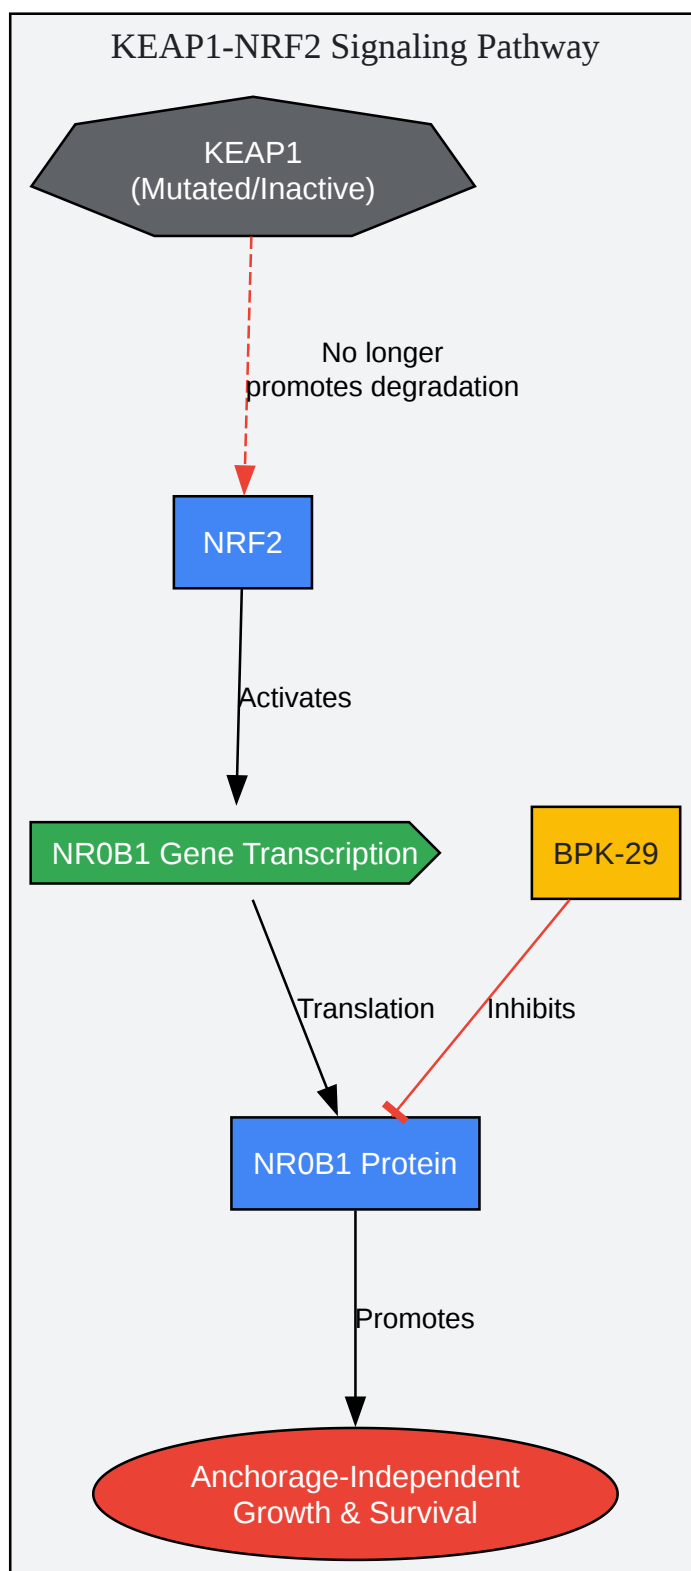 KEAP1-NRF2 Signaling Pathway
KEAP1
(Mutated/Inactive)
No longer
promotes degradation
NRF2
Activates
NR0B1 Gene Transcription
BPK-29
Translation
Inhibits
NR0B1 Protein
Promotes
Anchorage-Independent
Growth & Survival